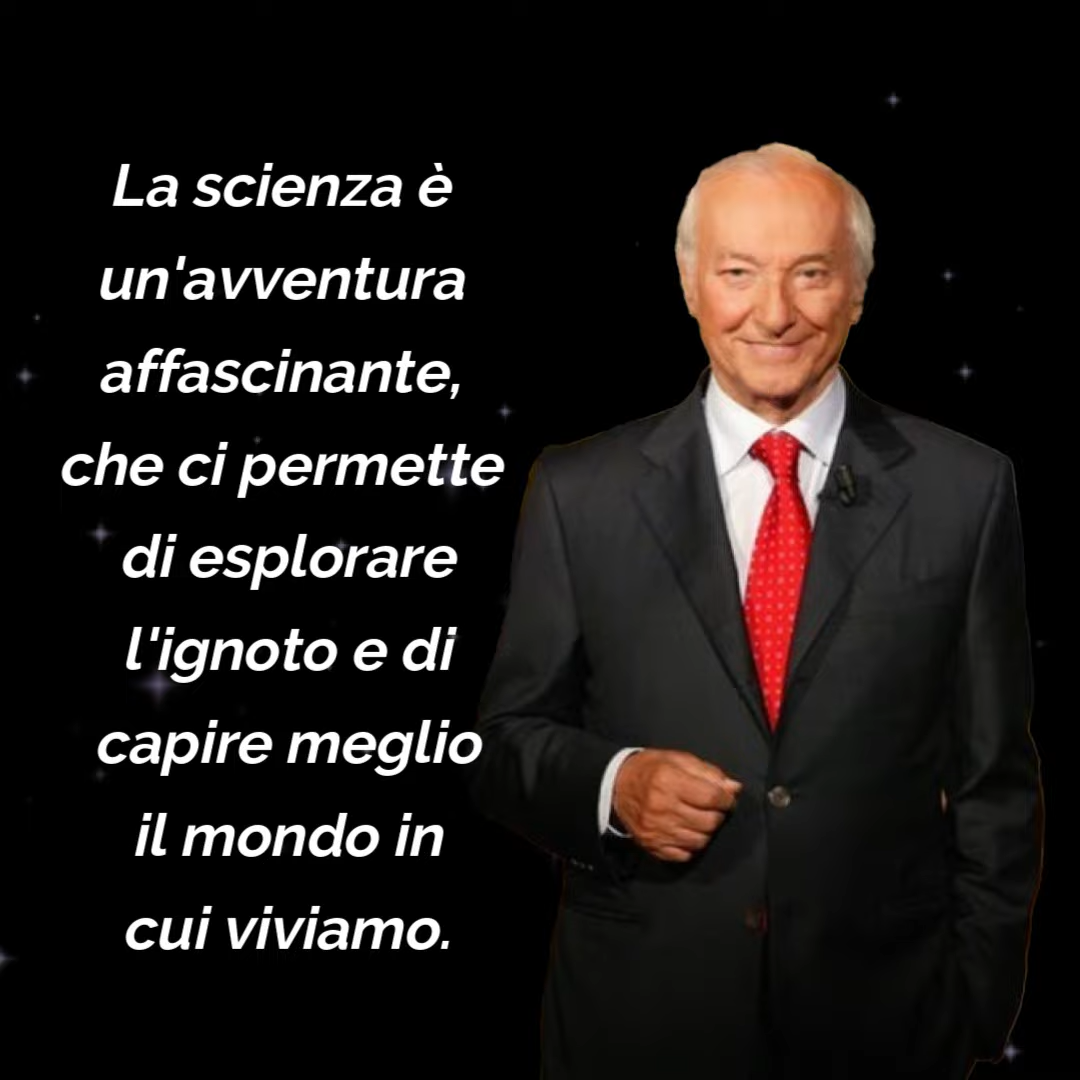 La scienza è
un'avventura
affascinante,
che ci permette
di esplorare
l'ignoto e di
capire meglio
il mondo in
cui viviamo.